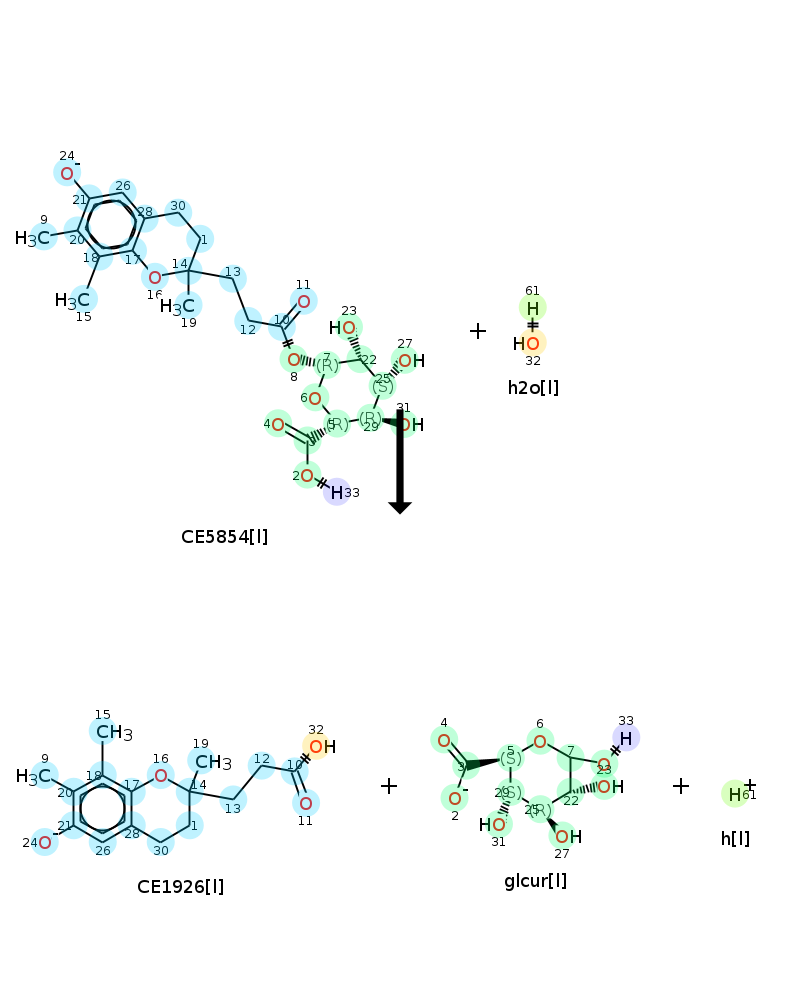 24 O-
26
21 28 30
9 H3C 20 1
18 17 14 13
H3C 15 O 16 H3C 19
11 O
12 10
23 HO
O 8 7 (R) 22 27 OH
25 (S)
6 O
31 OH
4 O 5 (R) (R) 29
3
2 O H 33
+
61 H
HO 32
h2o[l]
CE5854[l]
15 CH3
9 H3C 18 16 O 19 CH3
20 17 14 12 10 32 OH
21 28 1 13 11 O
24 O- 26 30
CE1926[l]
+
4 O 6 O 33 H
3 5 (S) 7 O
2 O- 29 (S) 25 (R) 22 23 OH
31 HO 27 OH
glcur[l]
+
H+ 61
h[l]